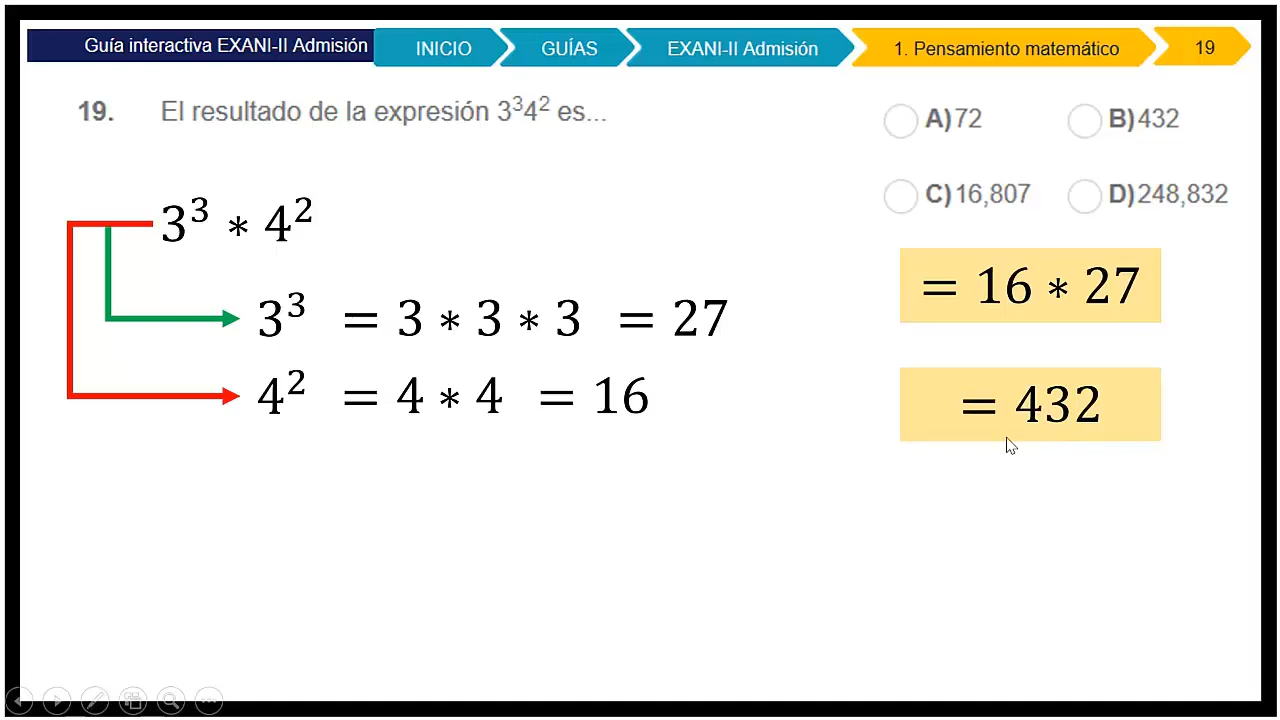 Guía interactiva EXANI-II Admisión INICIO GUÍAS EXANI-II Admisión 1. Pensamiento matemático 19
19. El resultado de la expresión 3³4² es...
A) 72 B) 432
C) 16,807 D) 248,832
3³ * 4²
3³ = 3 * 3 * 3 = 27
4² = 4 * 4 = 16
= 16 * 27
= 432